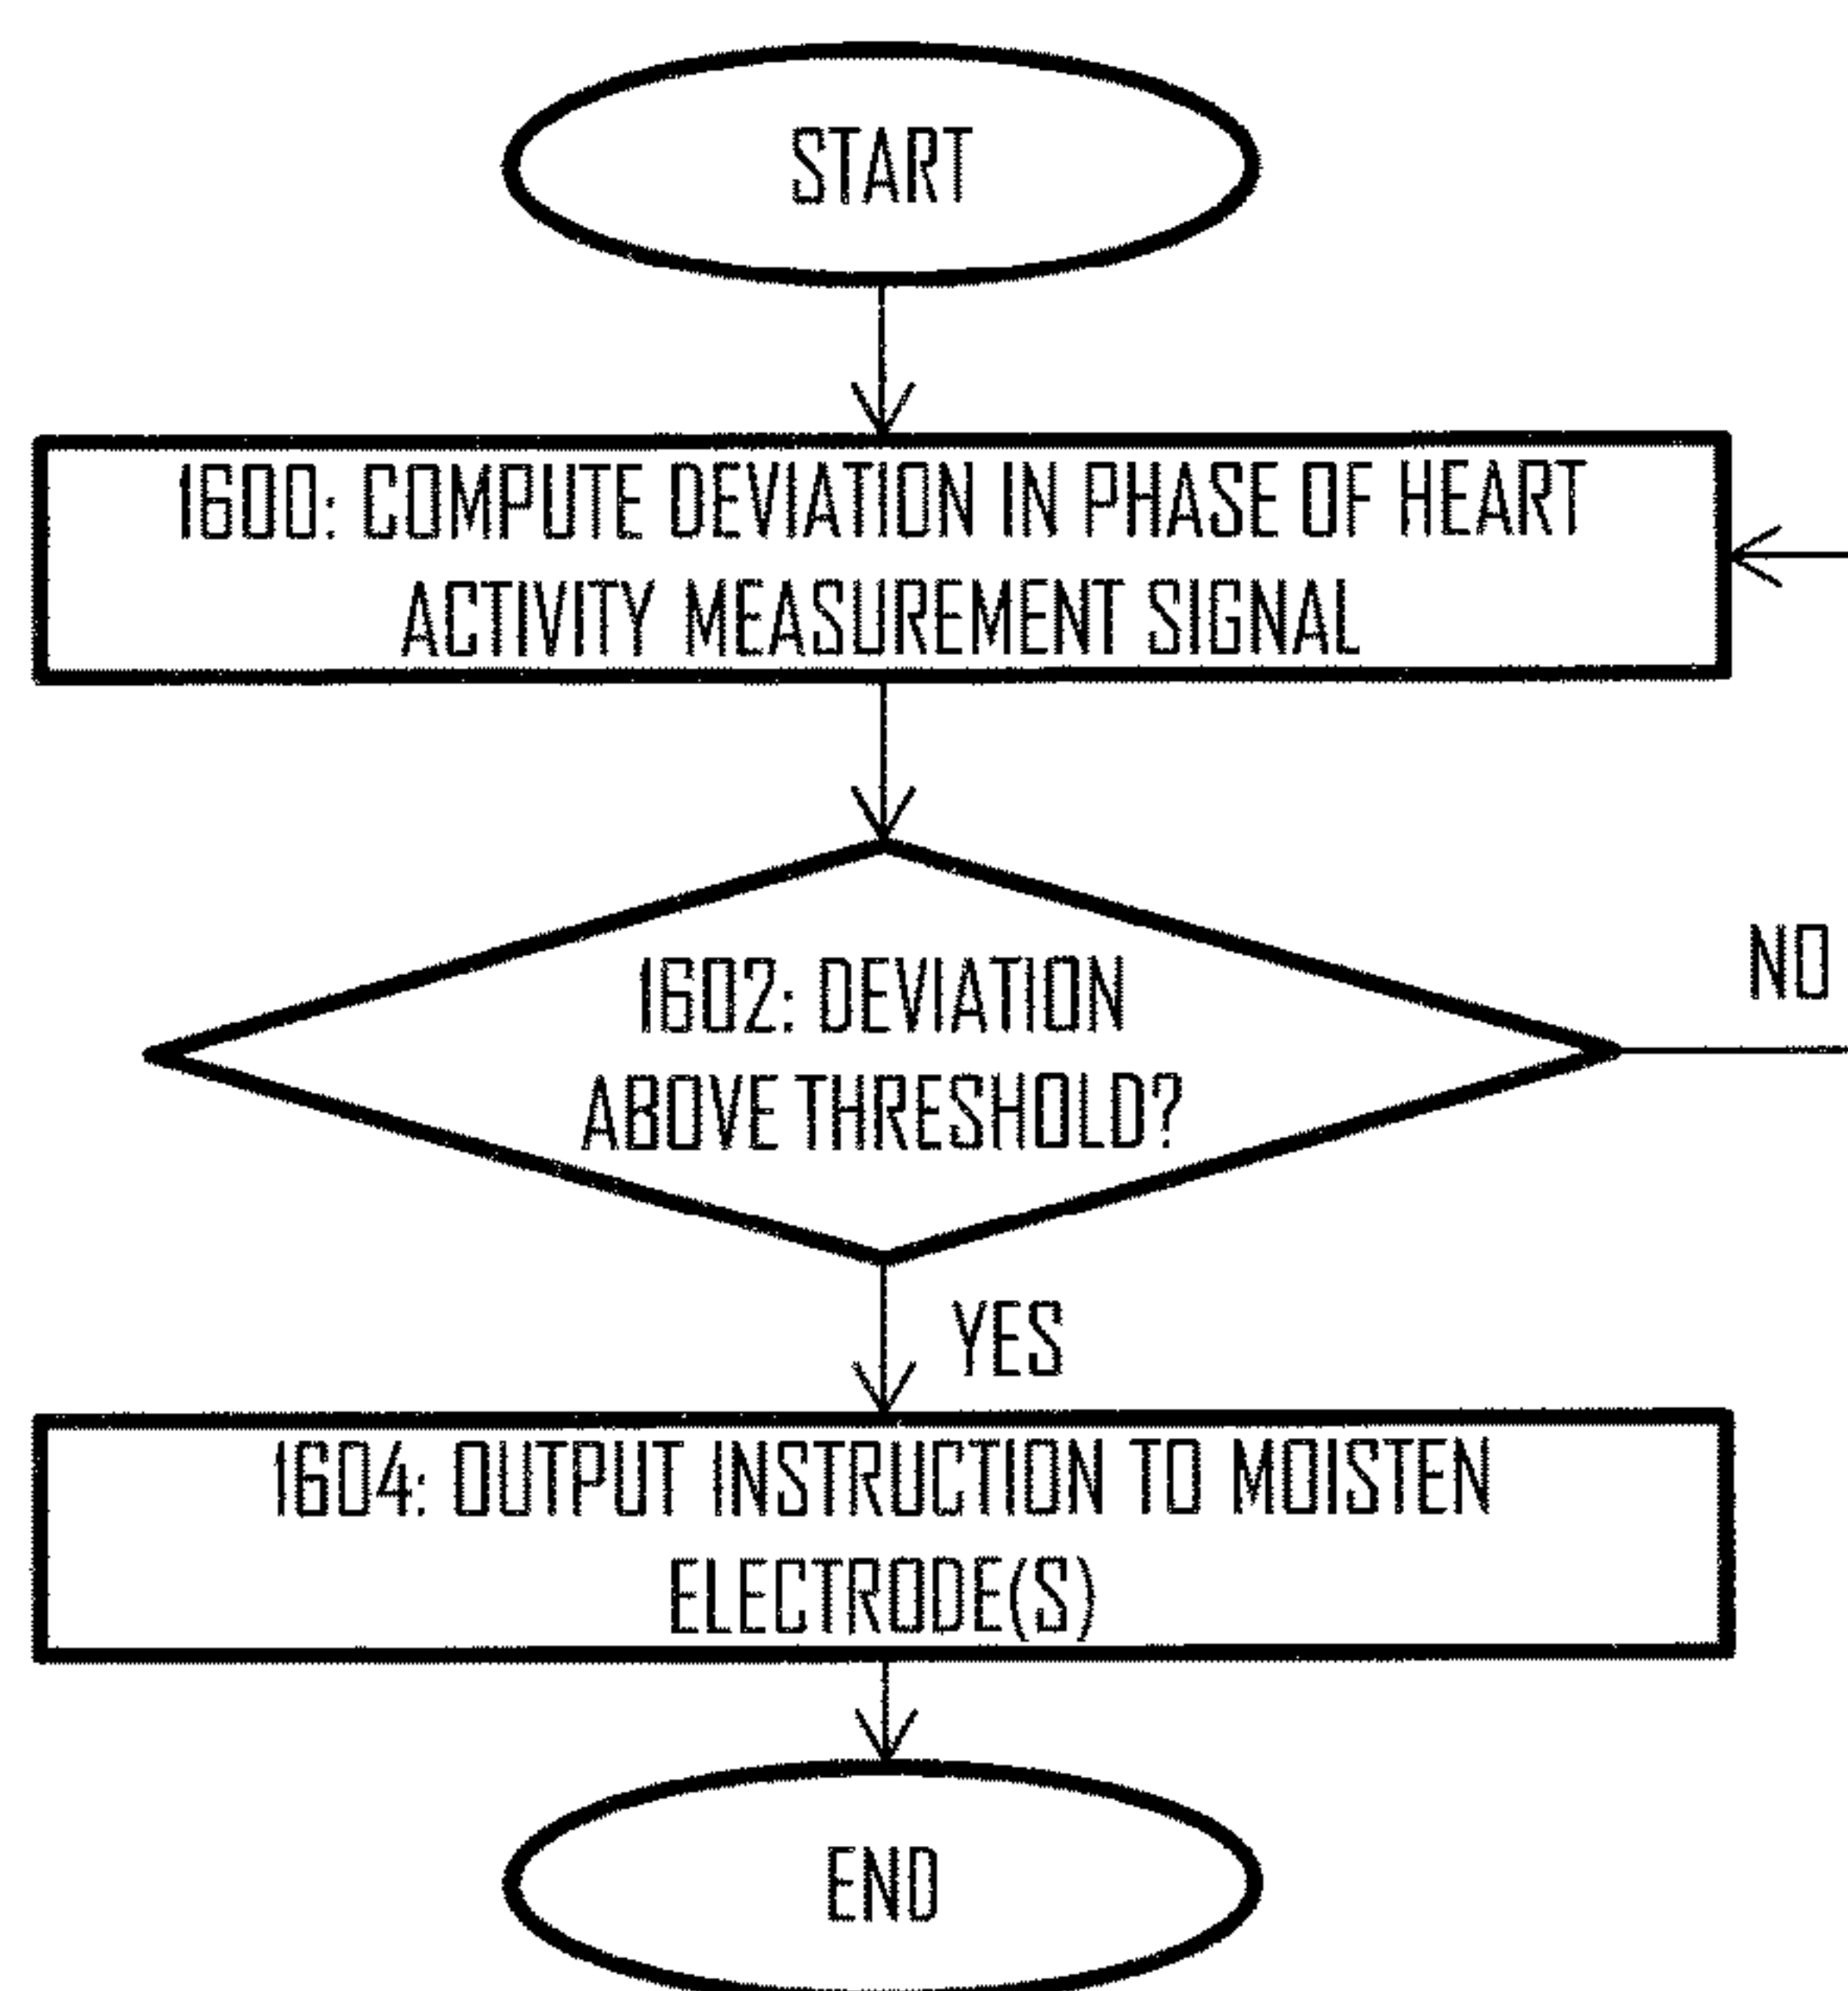 START
1600: COMPUTE DEVIATION IN PHASE OF HEART
ACTIVITY MEASUREMENT SIGNAL
1602: DEVIATION
ABOVE THRESHOLD?
NO
YES
1604: OUTPUT INSTRUCTION TO MOISTEN
ELECTRODE(S)
END